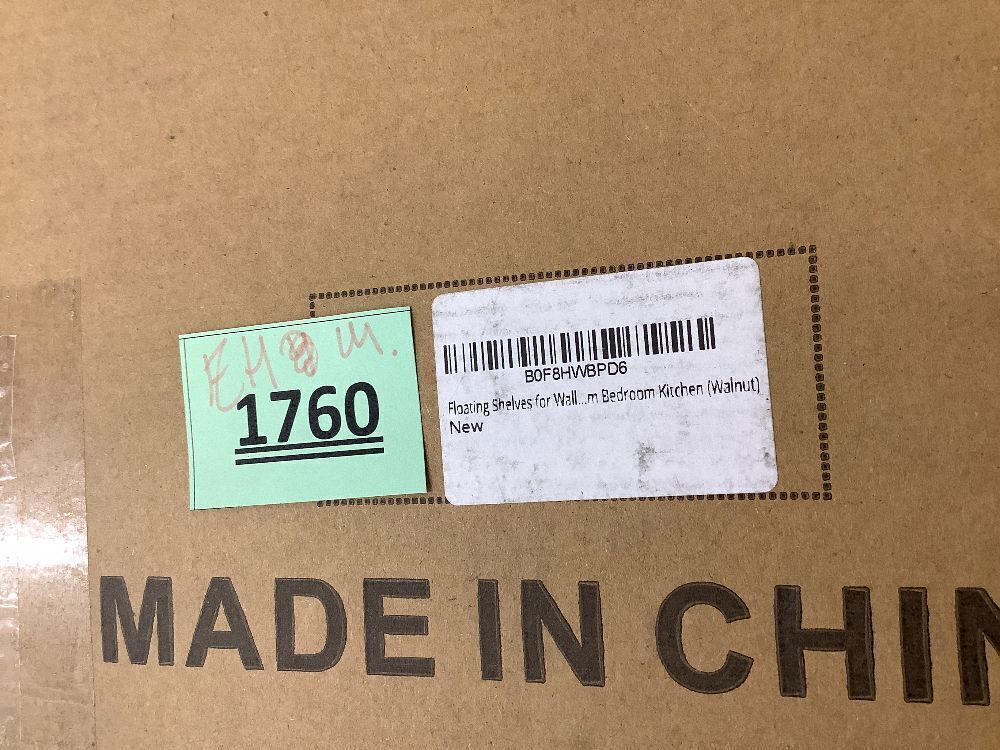 1760
B0F8HWBPD6
Floating Shelves for Wall...m Bedroom Kitchen (Walnut)
New
MADE IN CHIN